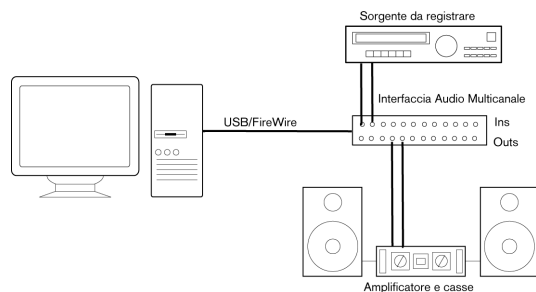 Sorgente da registrare
Interfaccia Audio Multicanale
USB/FireWire
Ins
Outs
Amplificatore e casse